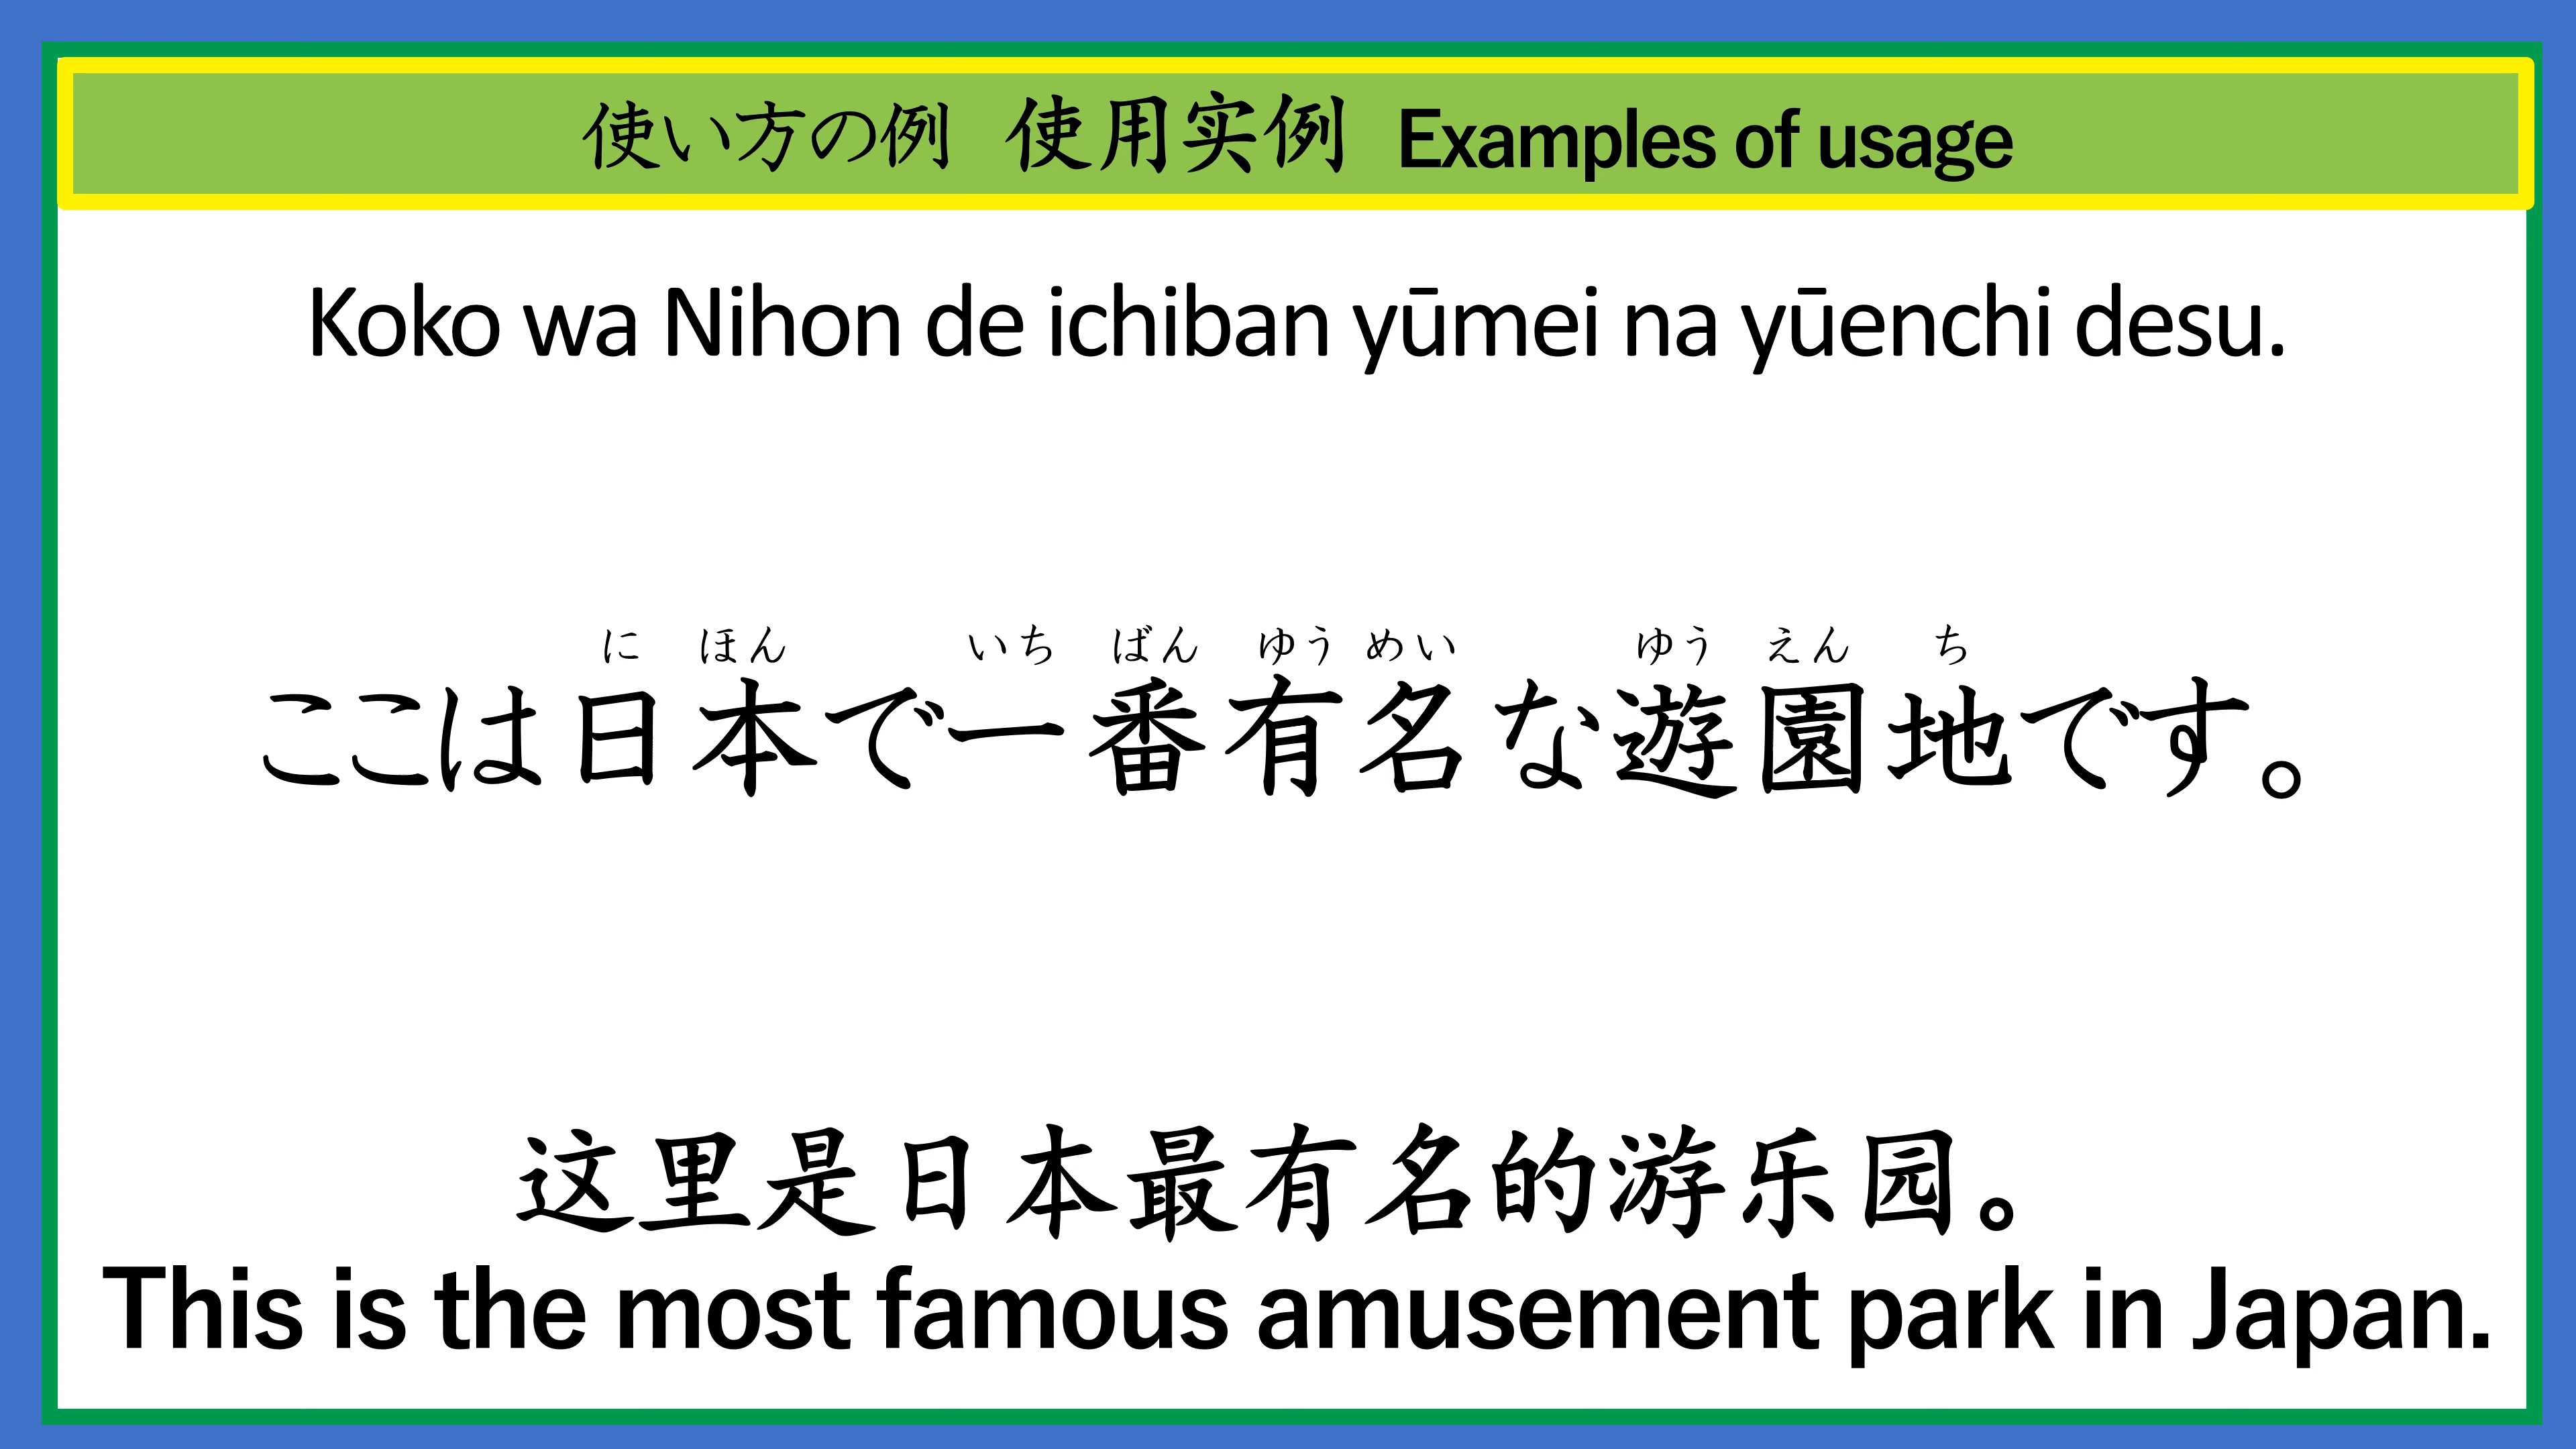 使い方の例 使用实例 Examples of usage
Koko wa Nihon de ichiban yūmei na yūenchi desu.
に ほん いち ばん ゆう めい ゆう えん ち
ここは日本で一番有名な遊園地です。
这里是日本最有名的游乐园。
This is the most famous amusement park in Japan.